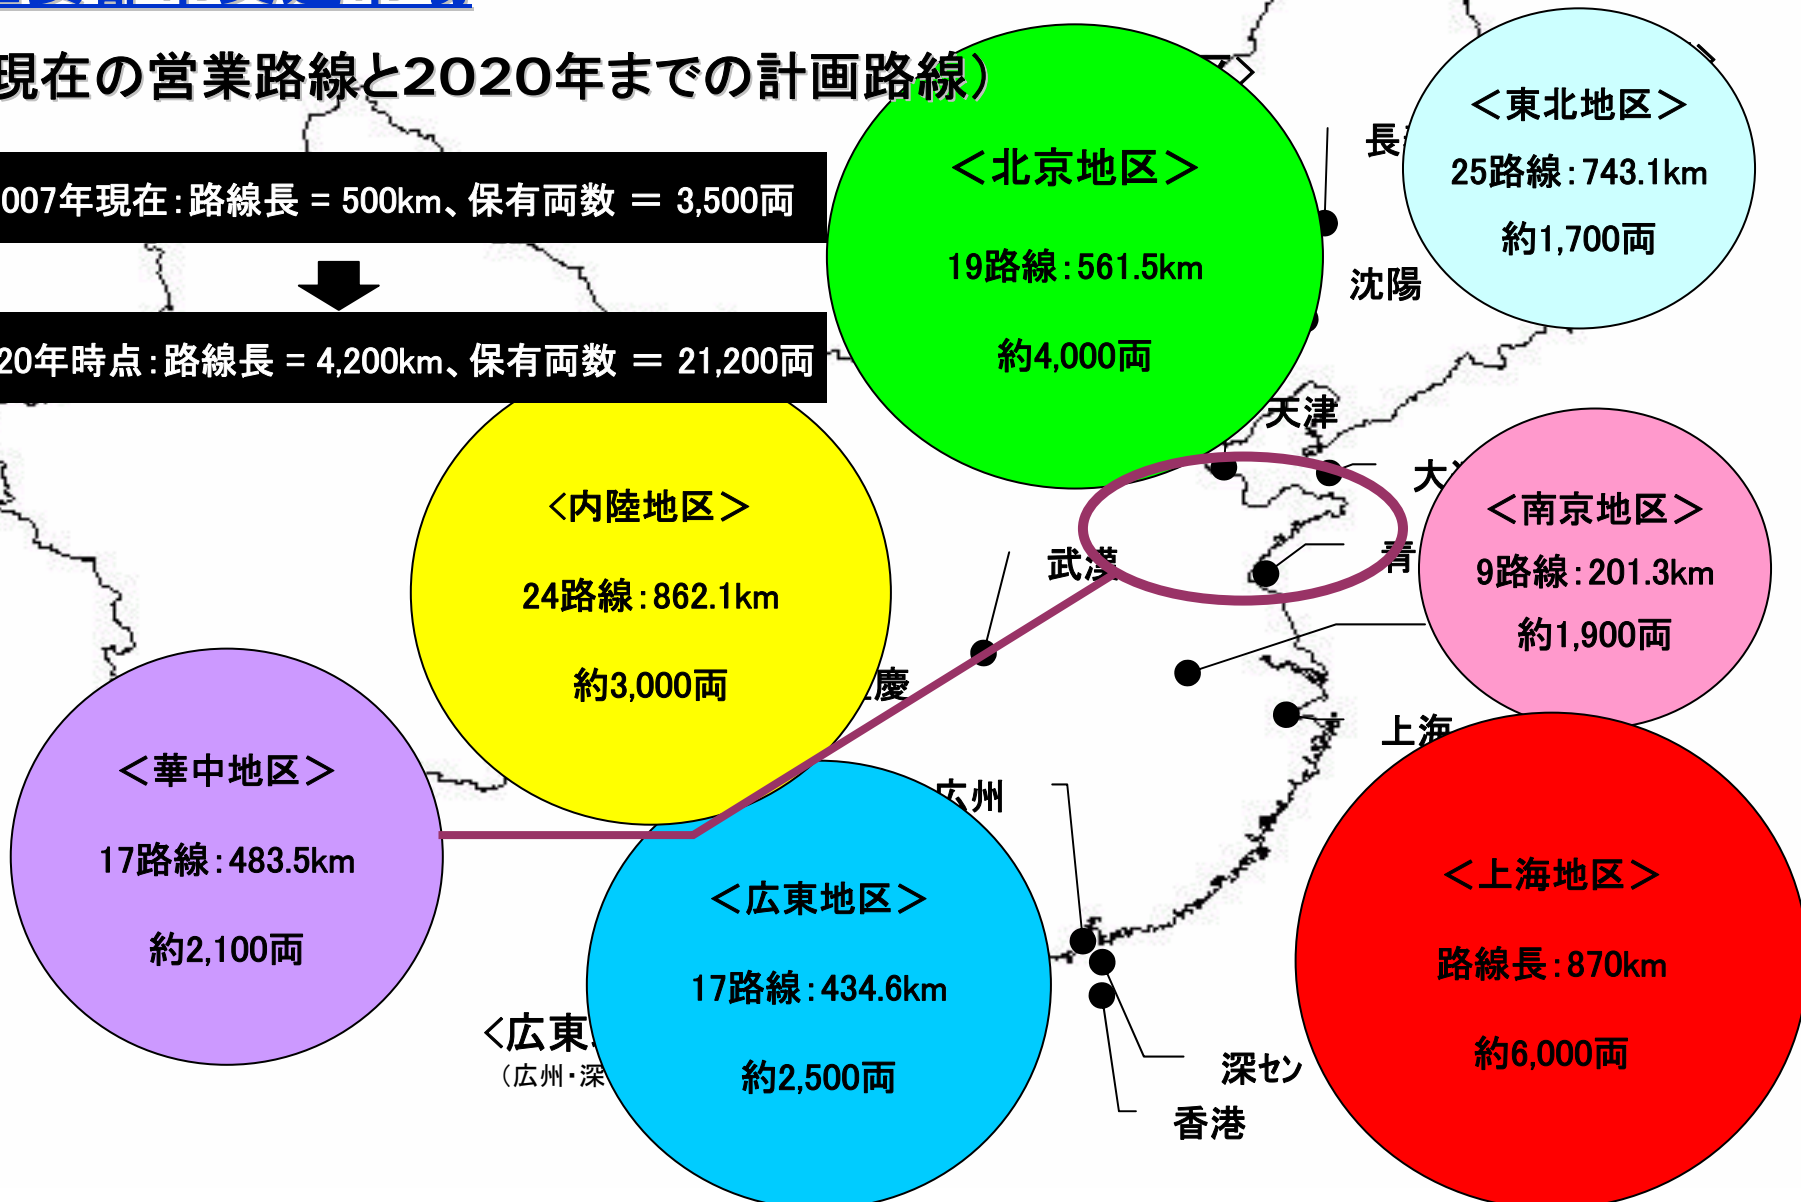 現在の営業路線と2020年までの計画路線）
007年現在：路線長 = 500km、保有両数 ＝ 3,500両
20年時点：路線長 = 4,200km、保有両数 ＝ 21,200両
＜北京地区＞
19路線：561.5km
約4,000両
＜東北地区＞
25路線：743.1km
約1,700両
長
沈陽
天津
大
＜南京地区＞
9路線：201.3km
約1,900両
青
武漢
<内陸地区＞
24路線：862.1km
約3,000両
慶
上海
＜華中地区＞
17路線：483.5km
約2,100両
広州
＜広東地区＞
17路線：434.6km
約2,500両
＜上海地区＞
路線長：870km
約6,000両
<広東
（広州・深
深セン
香港